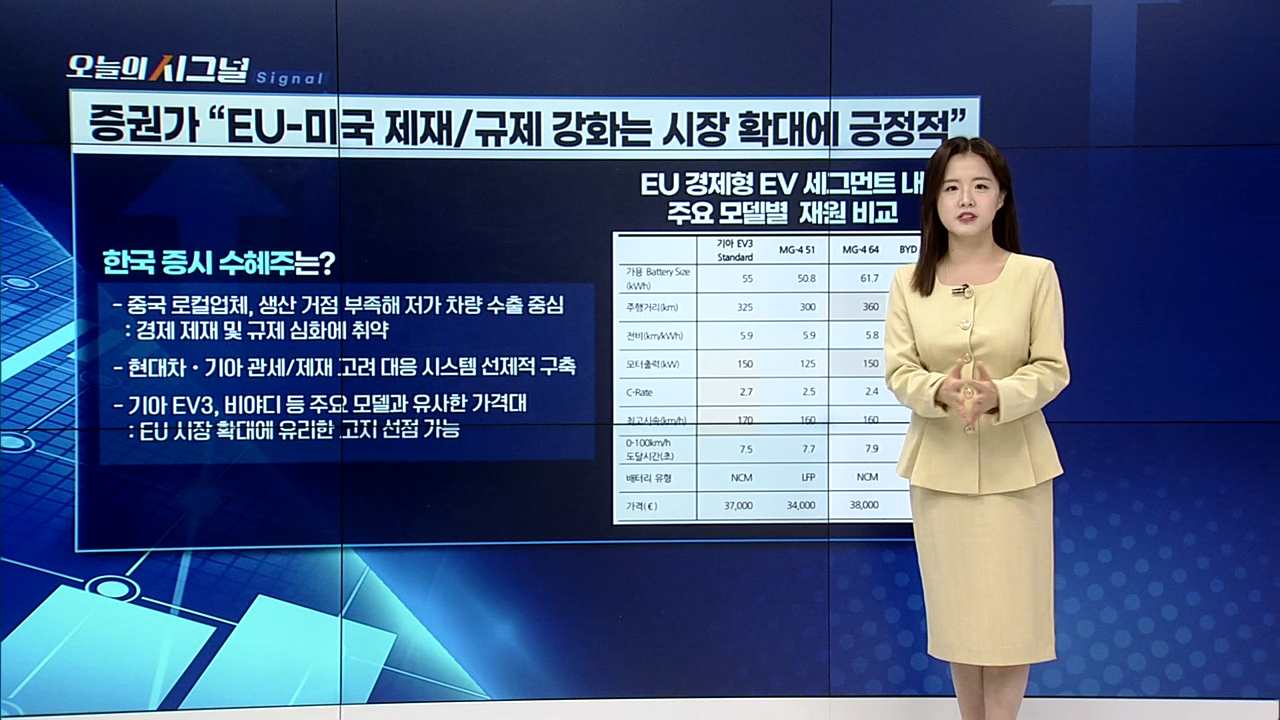 오늘의 시그널 Signal
증권가 “EU-미국 제재/규제 강화는 시장 확대에 긍정적”
EU 경제형 EV 세그먼트 내
주요 모델별 재원 비교
한국 증시 수혜주는?
- 중국 로컬업체, 생산 거점 부족해 저가 차량 수출 중심
: 경제 제재 및 규제 심화에 취약
- 현대차·기아 관세/제재 고려 대응 시스템 선제적 구축
- 기아 EV3, 비야디 등 주요 모델과 유사한 가격대
: EU 시장 확대에 유리한 고지 선점 가능
기아 EV3 Standard MG-4 51 MG-4 64 BYD
가용 Battery Size (kWh) 55 50.8 61.7
주행거리(km) 325 300 360
전비(km/kWh) 5.9 5.9 5.8
모터출력(kW) 150 125 150
C-Rate 2.7 2.5 2.4
최고시속(km/h) 170 160 160
0-100km/h 도달시간(초) 7.5 7.7 7.9
배터리 유형 NCM LFP NCM
가격(€) 37,000 34,000 38,000